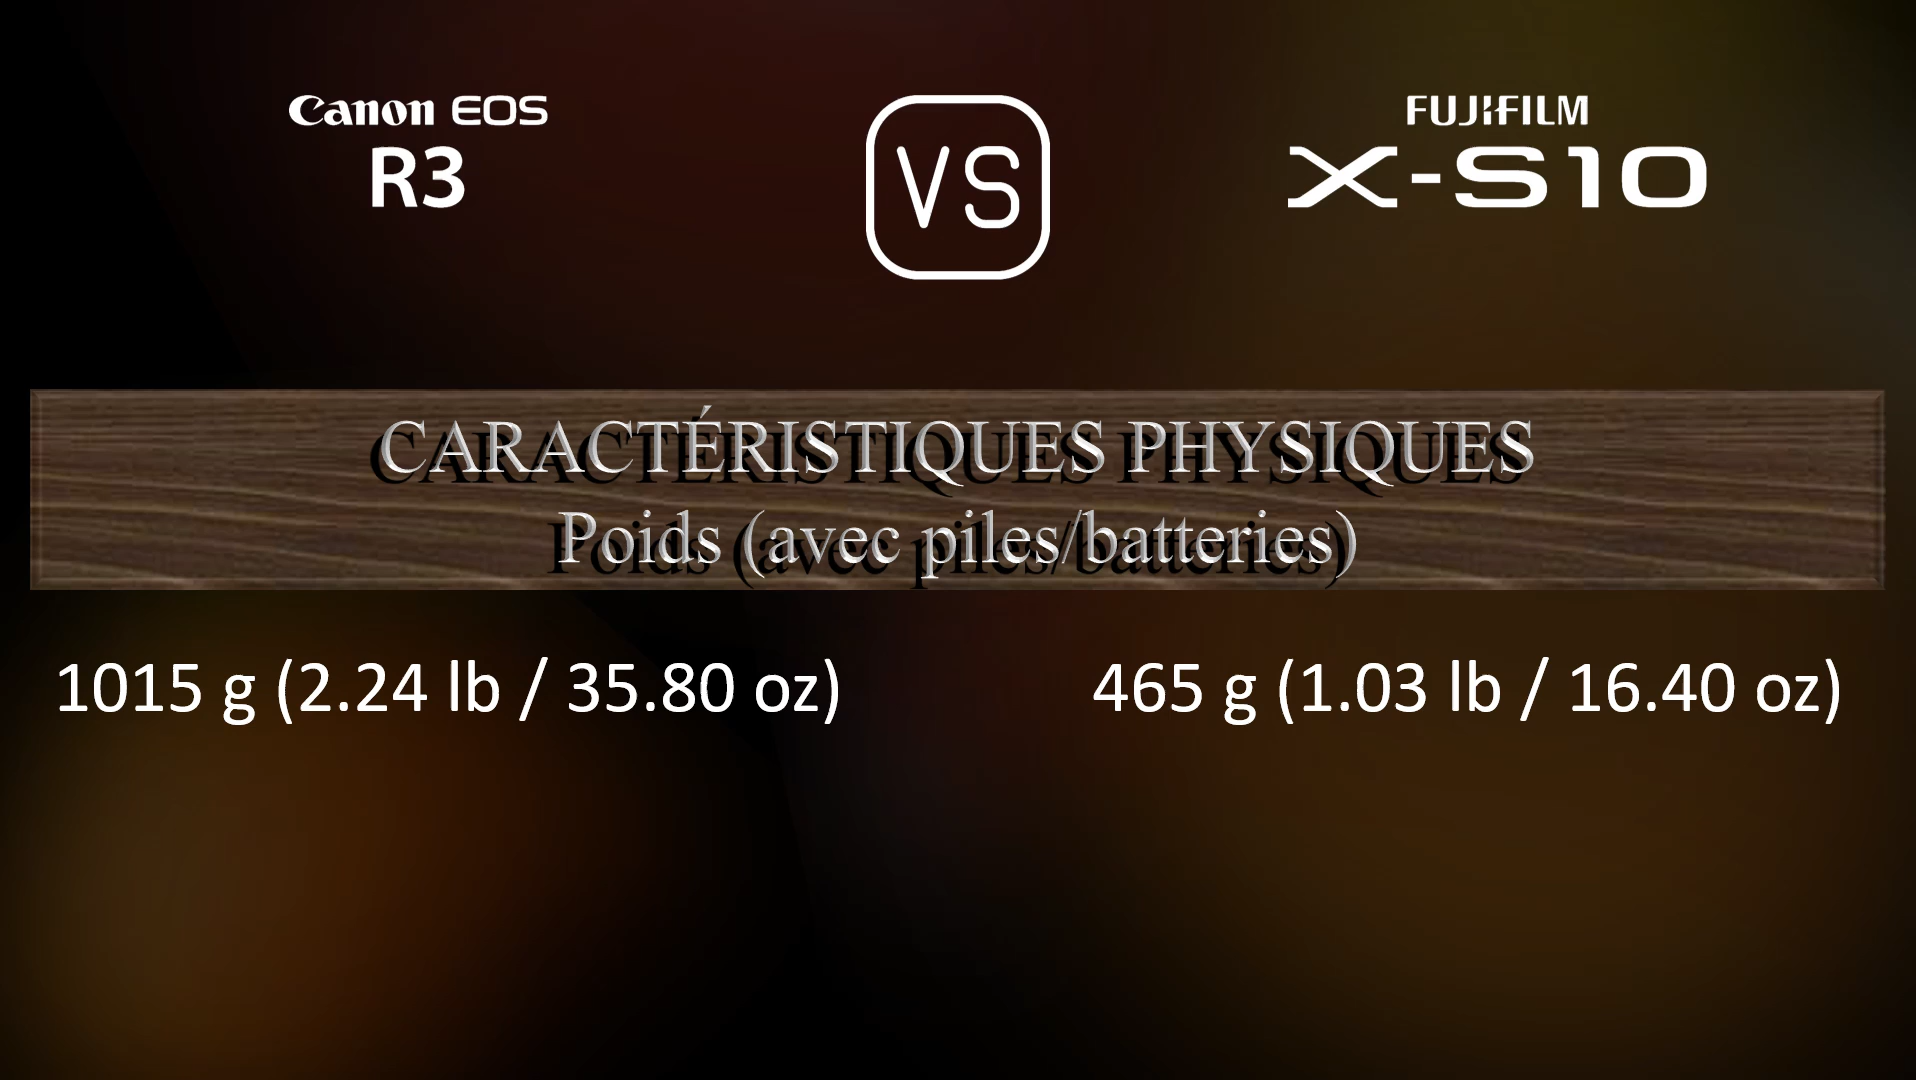 Canon EOS
R3
VS
FUJIFILM
X-S10
CARACTÉRISTIQUES PHYSIQUES
Poids (avec piles/batteries)
1015 g (2.24 lb / 35.80 oz)
465 g (1.03 lb / 16.40 oz)